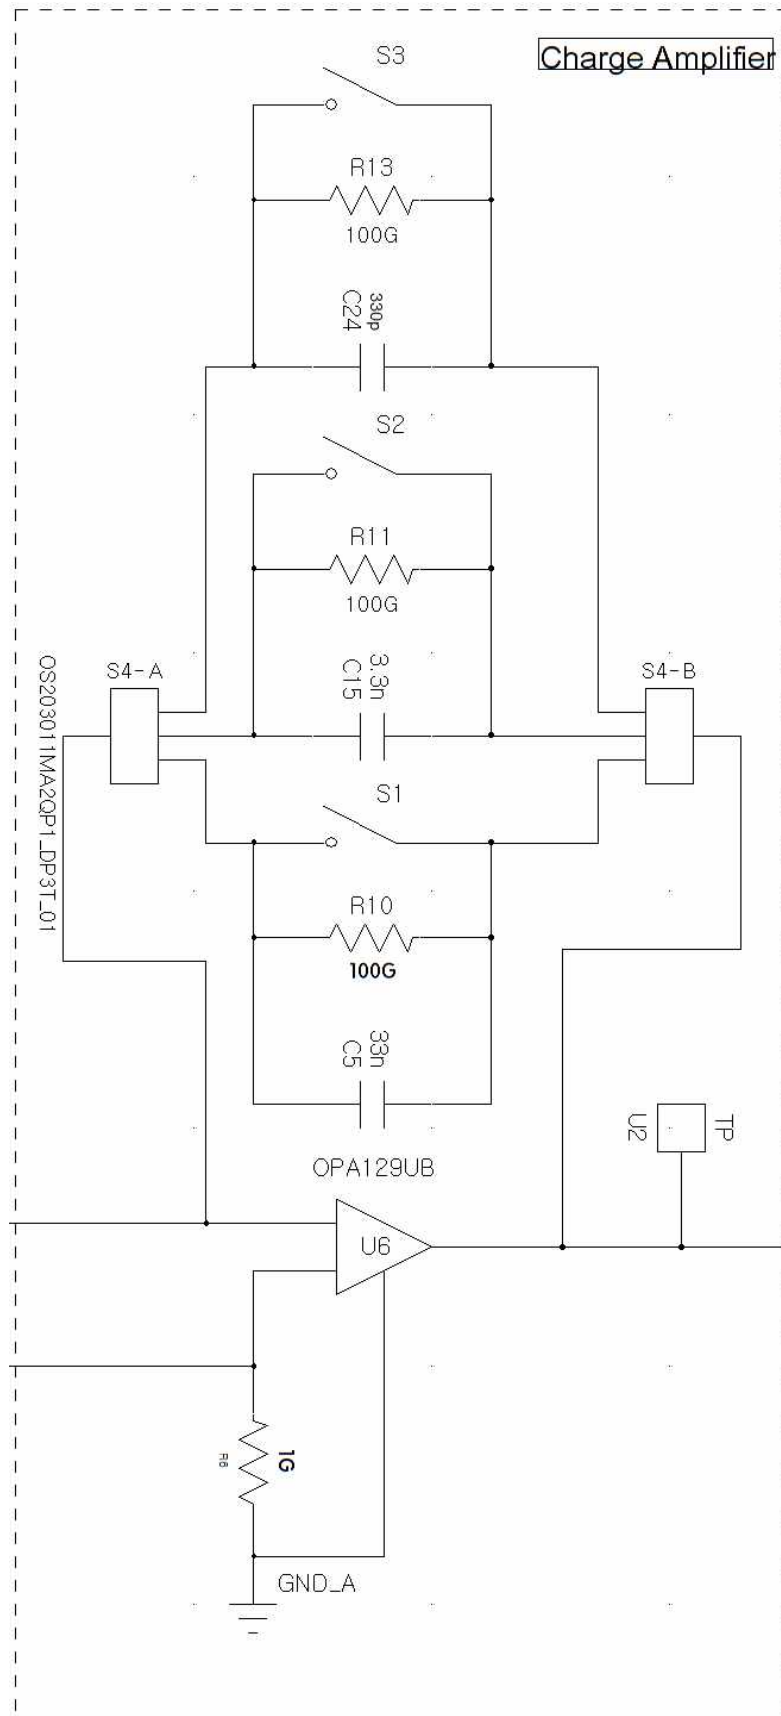 Charge Amplifier
S3
R13
100G
330p
C24
S2
R11
100G
3.3n
C15
S4-A
S4-B
OS203011MA2QP1_DP3T_01
S1
R10
100G
33n
C5
TP
U2
OPA129UB
U6
1G
R6
GND_A